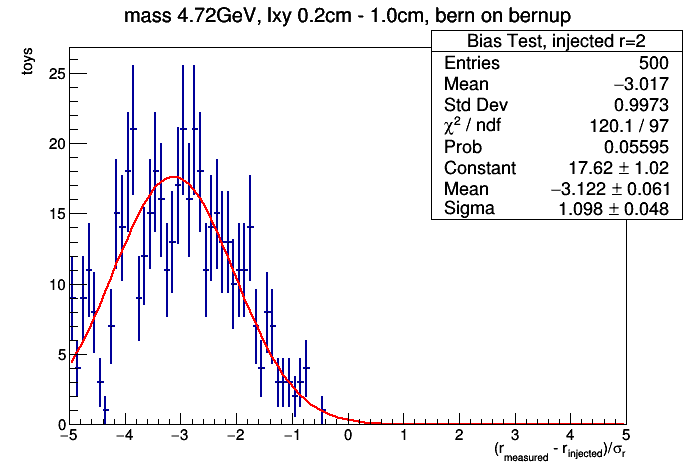 mass 4.72GeV, lxy 0.2cm - 1.0cm, bern on bernup
toys
Bias Test, injected r=2
Entries 500
Mean −3.017
Std Dev 0.9973
χ² / ndf 120.1 / 97
Prob 0.05595
Constant 17.62 ± 1.02
Mean −3.122 ± 0.061
Sigma 1.098 ± 0.048
25
20
15
10
5
0
−5 −4 −3 −2 −1 0 1 2 3 4 5
(r_measured - r_injected)/σ_r